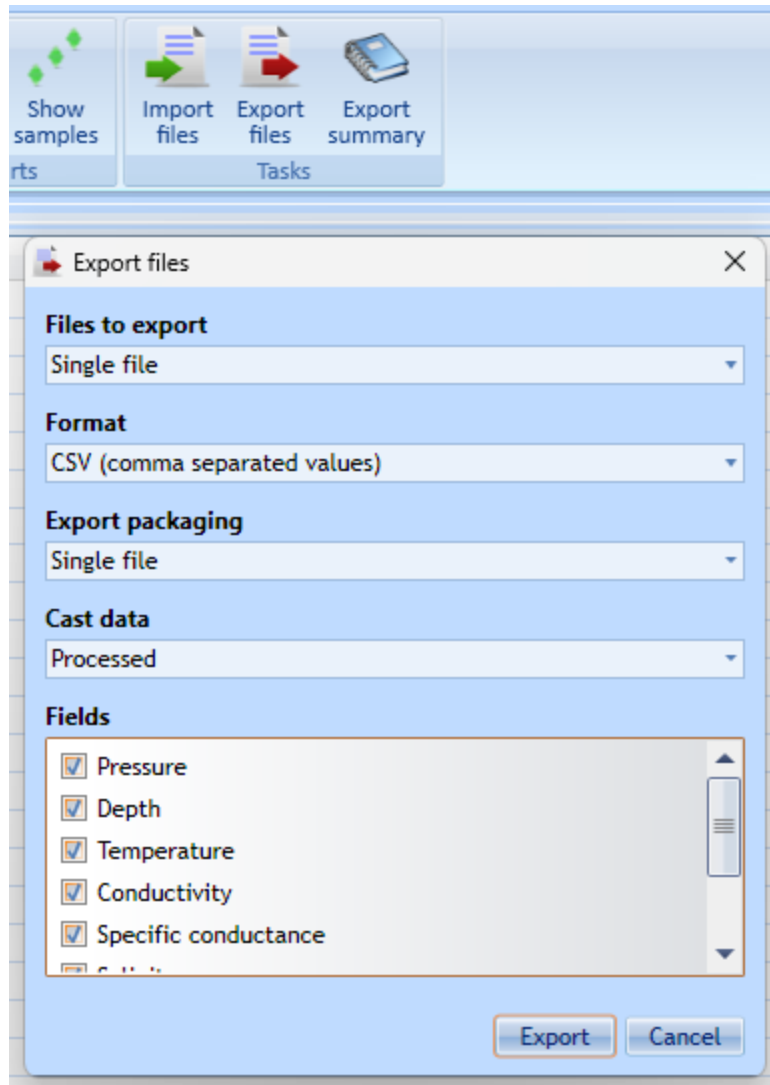 Show
samples
Import
files
Export
files
Export
summary
rts
Tasks
Export files
Files to export
Single file
Format
CSV (comma separated values)
Export packaging
Single file
Cast data
Processed
Fields
Pressure
Depth
Temperature
Conductivity
Specific conductance
Export
Cancel